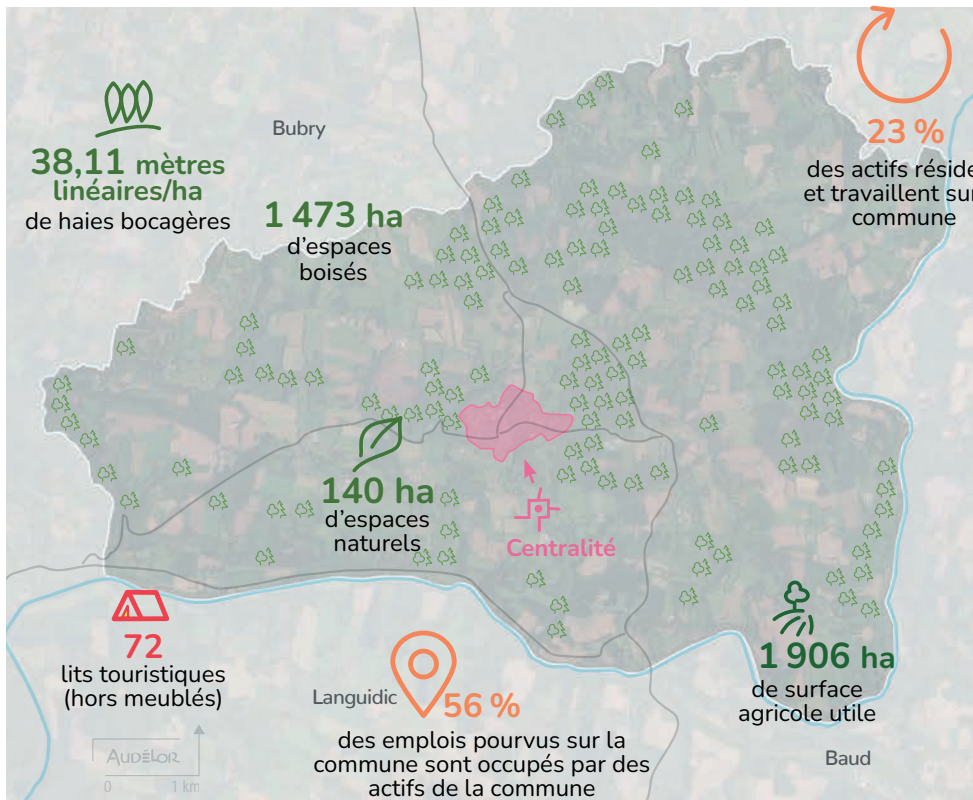 Bubry
38,11 mètres
linéaires/ha
de haies bocagères
1 473 ha
d'espaces
boisés
23 %
des actifs réside
et travaillent sur
commune
140 ha
d'espaces
naturels
Centralité
72
lits touristiques
(hors meublés)
1 906 ha
de surface
agricole utile
Languidic
56 %
des emplois pourvus sur la
commune sont occupés par des
actifs de la commune
Baud
AUDÉLOR
0 1 km